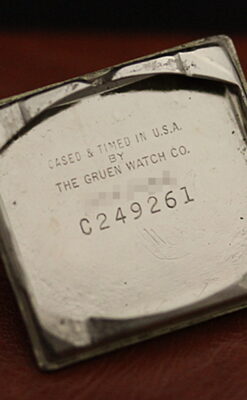 CASED & TIMED IN U.S.A.
BY
THE GRUEN WATCH CO.
C249261